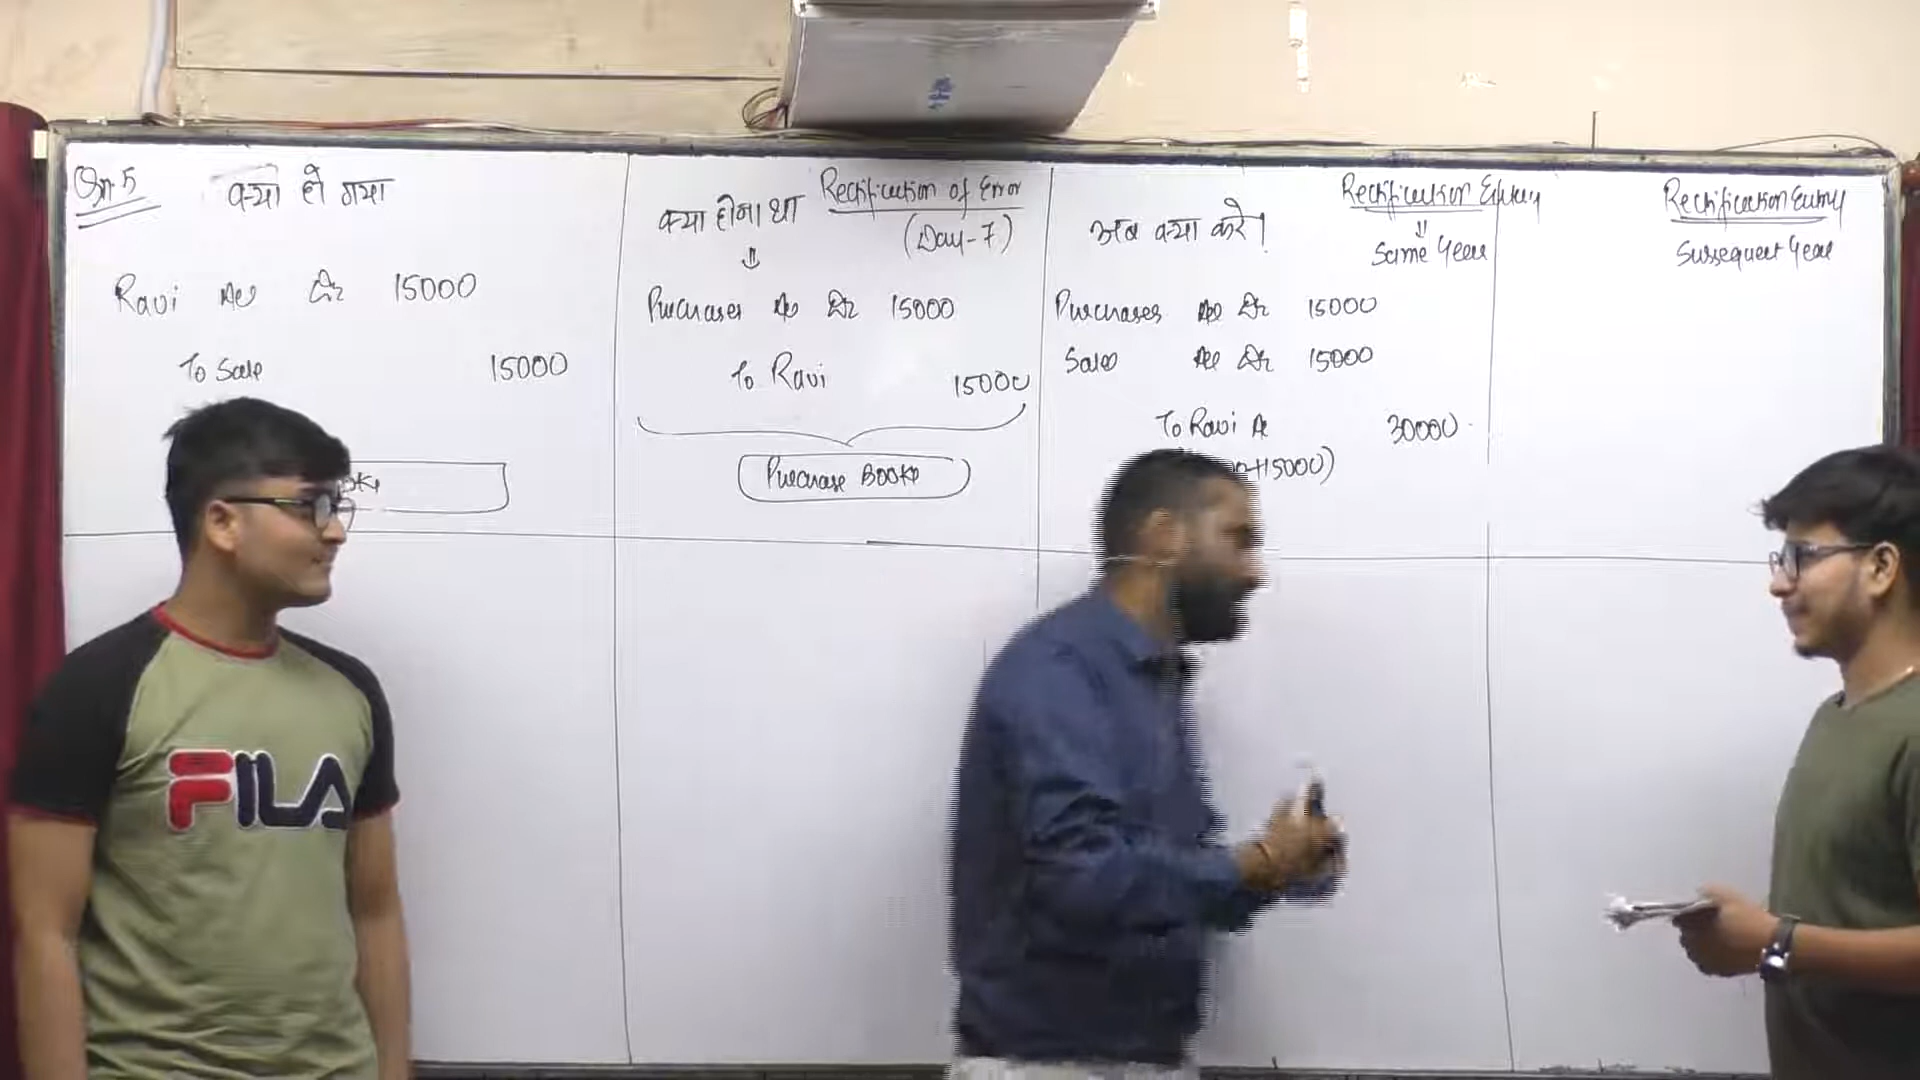 Qn 5
क्या हो गया
Ravi A/c Dr 15000
To Sale 15000
क्या होना था
Rectification of Error
(Day-7)
⇓
Purchases A/c Dr 15000
To Ravi 15000
Purchase Book
अब क्या करे!
Rectification Entry
⇓
Same Year
Purchases A/c Dr 15000
Sales A/c Dr 15000
To Ravi A/c 30000
+15000)
Rectification Entry
Subsequent Year
FILA